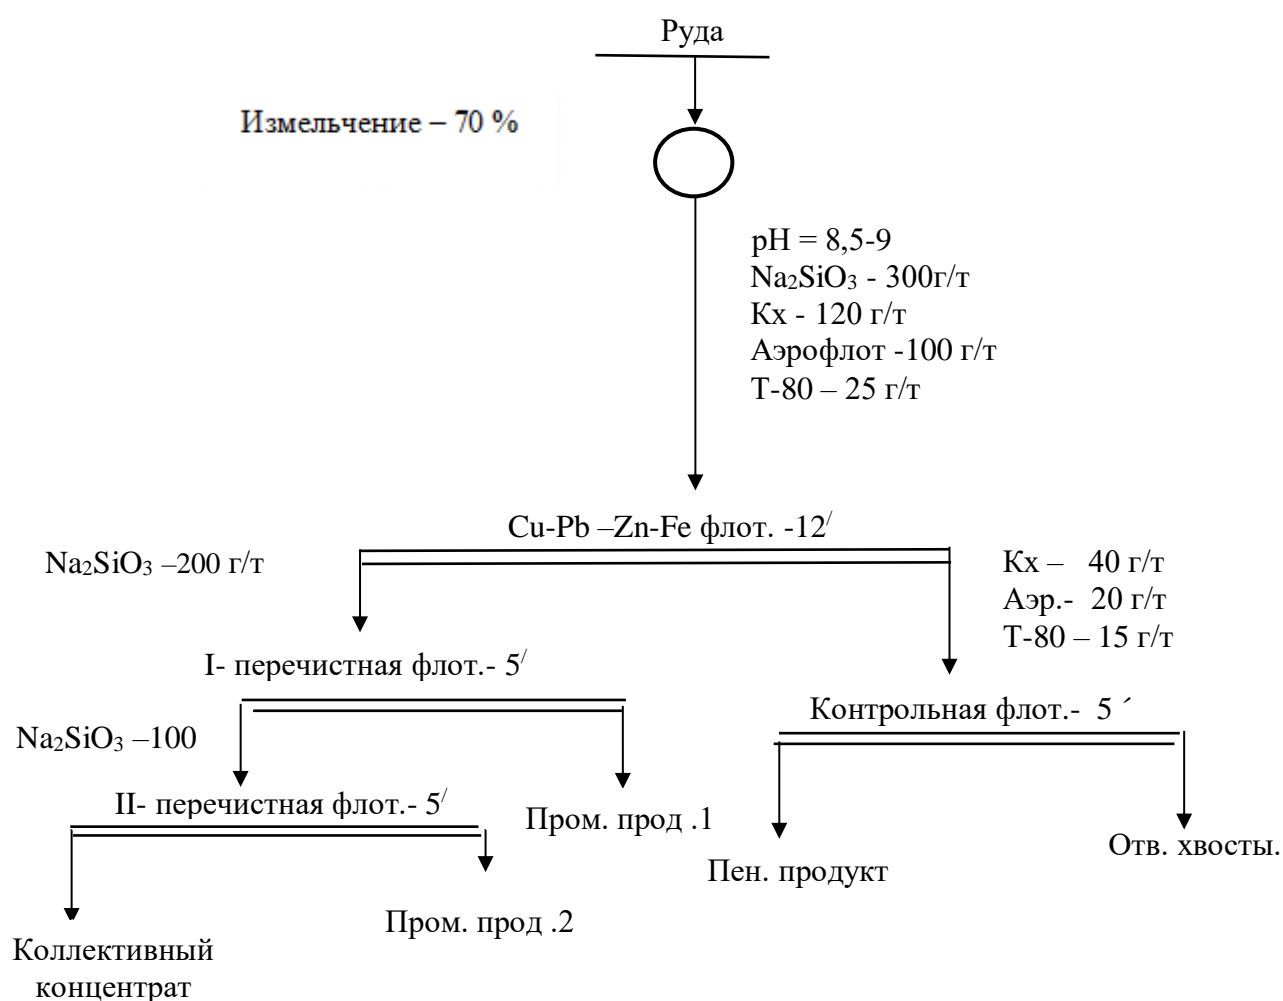 Руда
Измельчение – 70 %
pH = 8,5-9
Na₂SiO₃ - 300г/т
Кх - 120 г/т
Аэрофлот -100 г/т
Т-80 – 25 г/т
Cu-Pb –Zn-Fe флот. -12/
Na₂SiO₃ –200 г/т
Кх – 40 г/т
Аэр.- 20 г/т
Т-80 – 15 г/т
I- перечистная флот.- 5/
Контрольная флот.- 5 ´
Na₂SiO₃ –100
II- перечистная флот.- 5/
Пром. прод .1
Пен. продукт
Отв. хвосты.
Пром. прод .2
Коллективный
концентрат